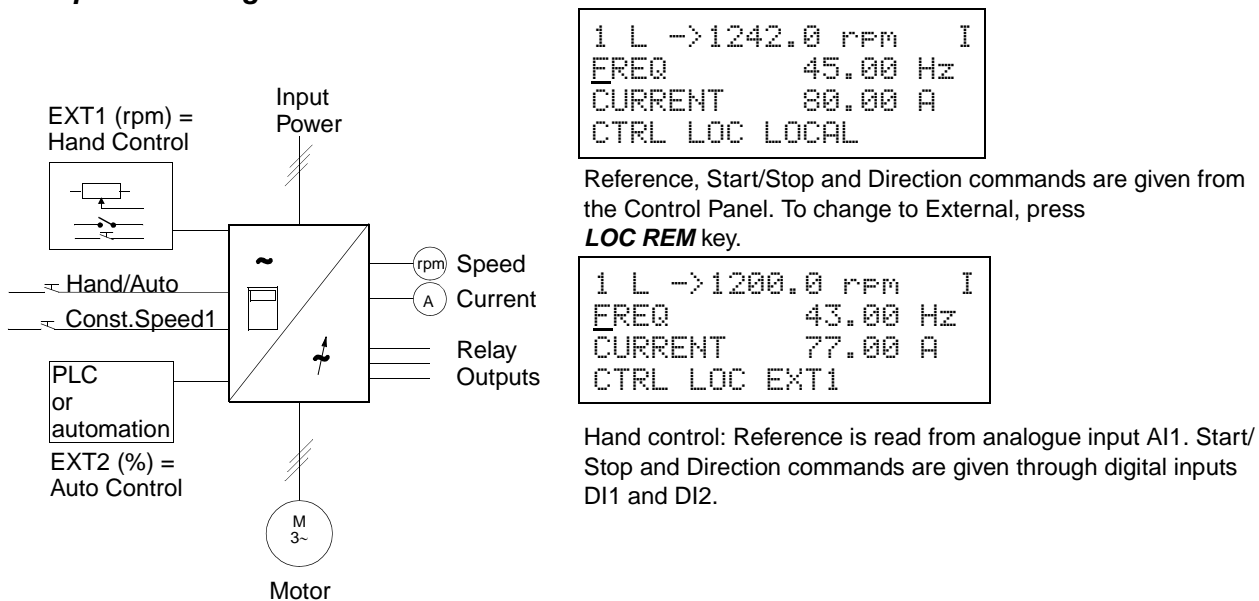 EXT1 (rpm) =
Hand Control
Input
Power
Hand/Auto
Const.Speed1
PLC
or
automation
EXT2 (%) =
Auto Control
~
~
rpm Speed
A Current
Relay
Outputs
M
3~
Motor
1 L ->1242.0 rpm I
FREQ 45.00 Hz
CURRENT 80.00 A
CTRL LOC LOCAL
Reference, Start/Stop and Direction commands are given from
the Control Panel. To change to External, press
LOC REM key.
1 L ->1200.0 rpm I
FREQ 43.00 Hz
CURRENT 77.00 A
CTRL LOC EXT1
Hand control: Reference is read from analogue input AI1. Start/
Stop and Direction commands are given through digital inputs
DI1 and DI2.